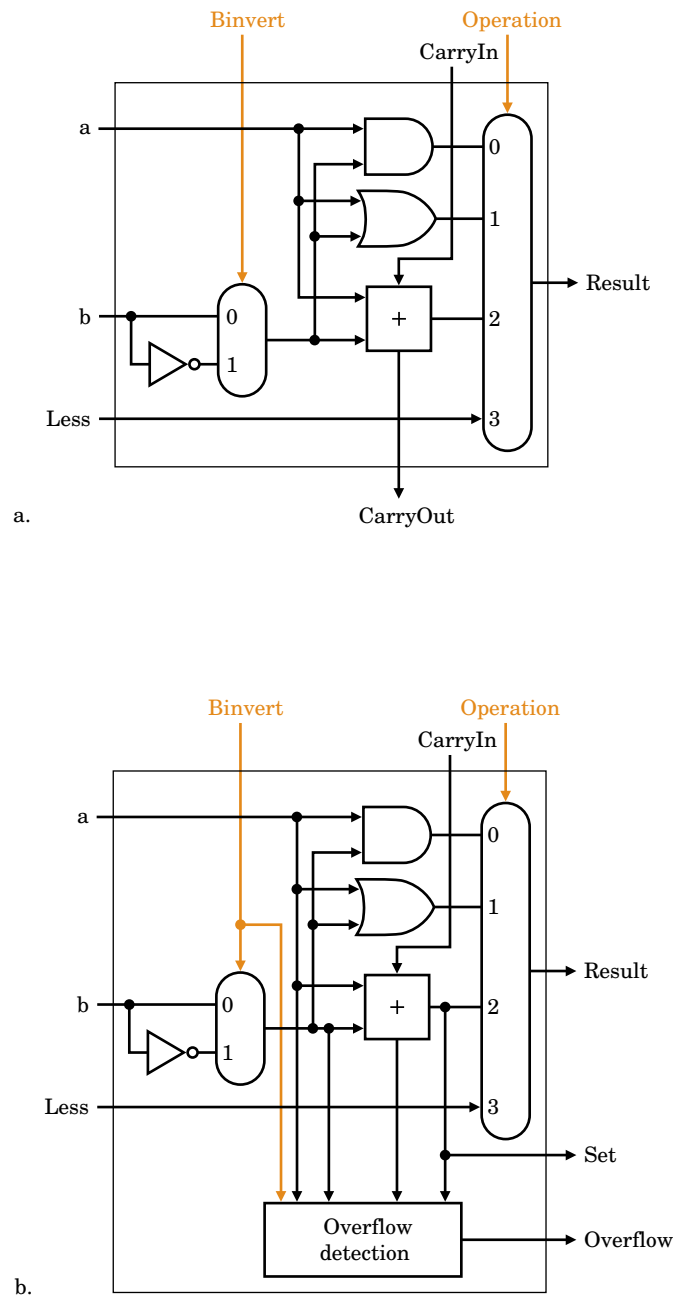 Binvert
Operation
CarryIn
a
0
1
b
0
+
2
Result
1
Less
3
CarryOut
a.
Binvert
Operation
CarryIn
a
0
1
Result
b
0
+
2
1
Less
3
Set
Overflow
detection
Overflow
b.